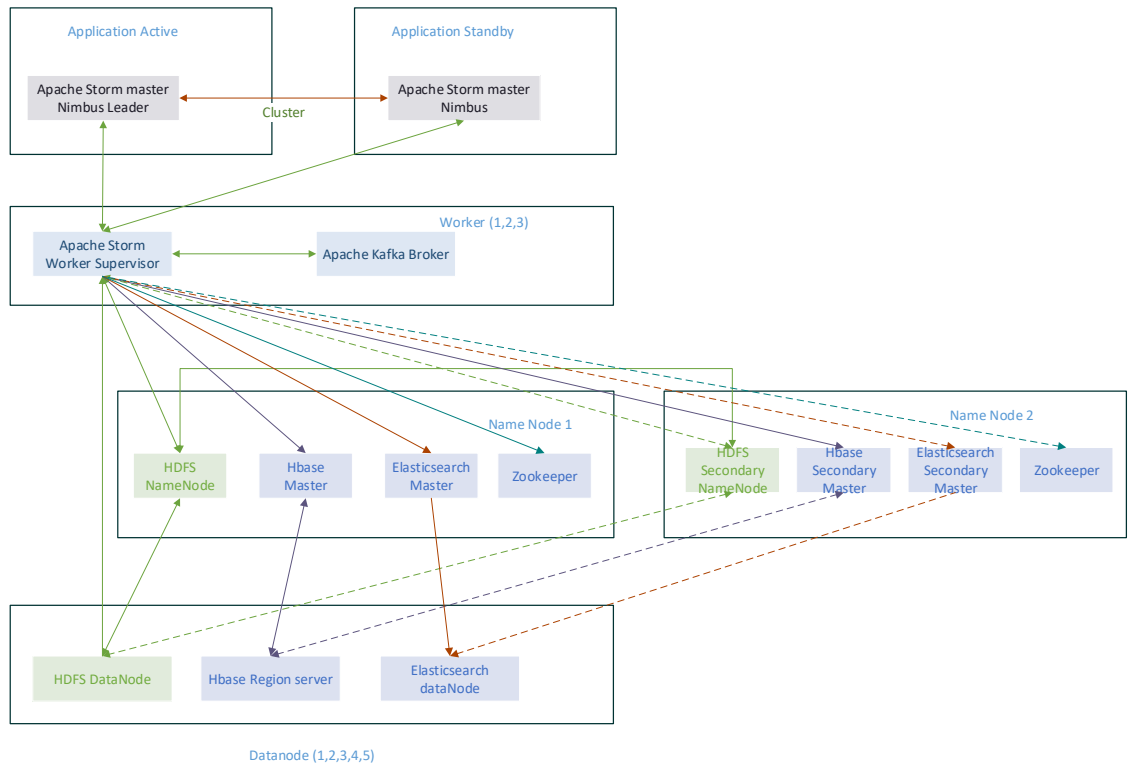 Application Active
Application Standby
Apache Storm master
Nimbus Leader
Apache Storm master
Nimbus
Cluster
Worker (1,2,3)
Apache Storm
Worker Supervisor
Apache Kafka Broker
Name Node 1
Name Node 2
HDFS
NameNode
Hbase
Master
Elasticsearch
Master
Zookeeper
HDFS
Secondary
NameNode
Hbase
Secondary
Master
Elasticsearch
Secondary
Master
Zookeeper
HDFS DataNode
Hbase Region server
Elasticsearch
dataNode
Datanode (1,2,3,4,5)